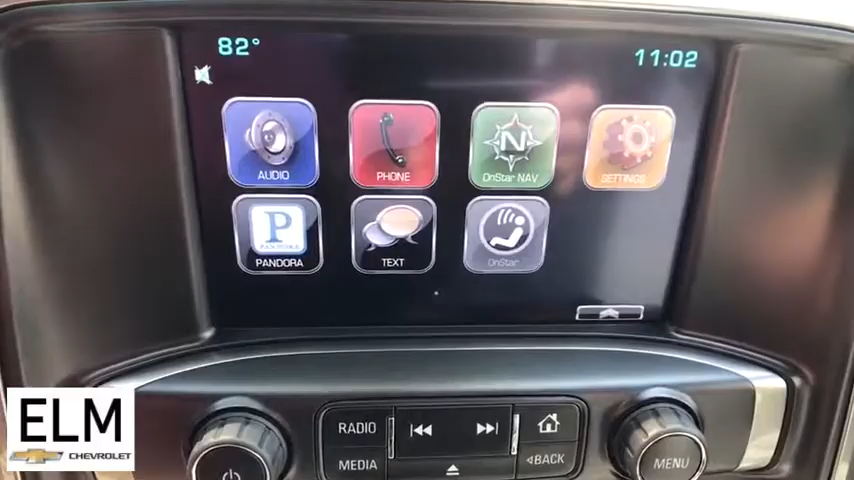 82°
11:02
AUDIO
PHONE
N
OnStar NAV
SETTINGS
P
PANDORA
PANDORA
TEXT
OnStar
RADIO
MEDIA
BACK
MENU
ELM
CHEVROLET